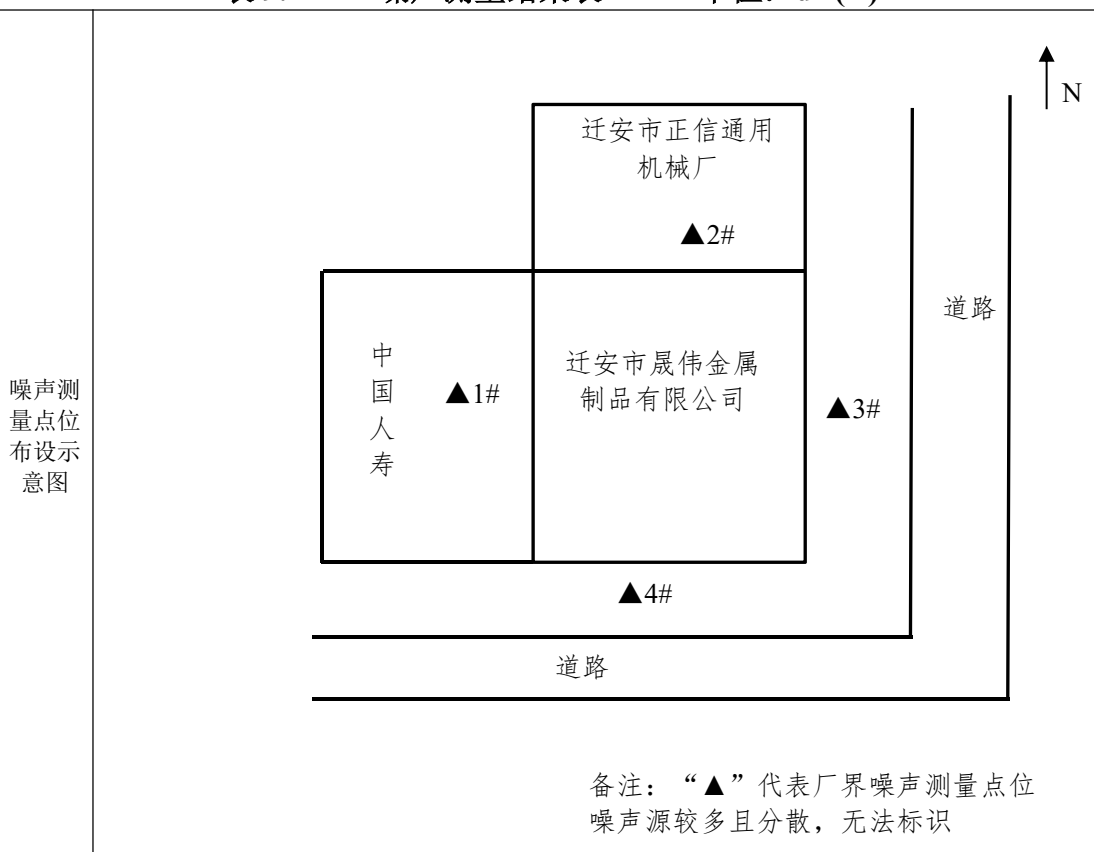 N
迁安市正信通用
机械厂
▲2#
道路
中
国
人
寿
▲1#
迁安市晟伟金属
制品有限公司
▲3#
噪声测
量点位
布设示
意图
▲4#
道路
备注：“▲”代表厂界噪声测量点位
噪声源较多且分散，无法标识